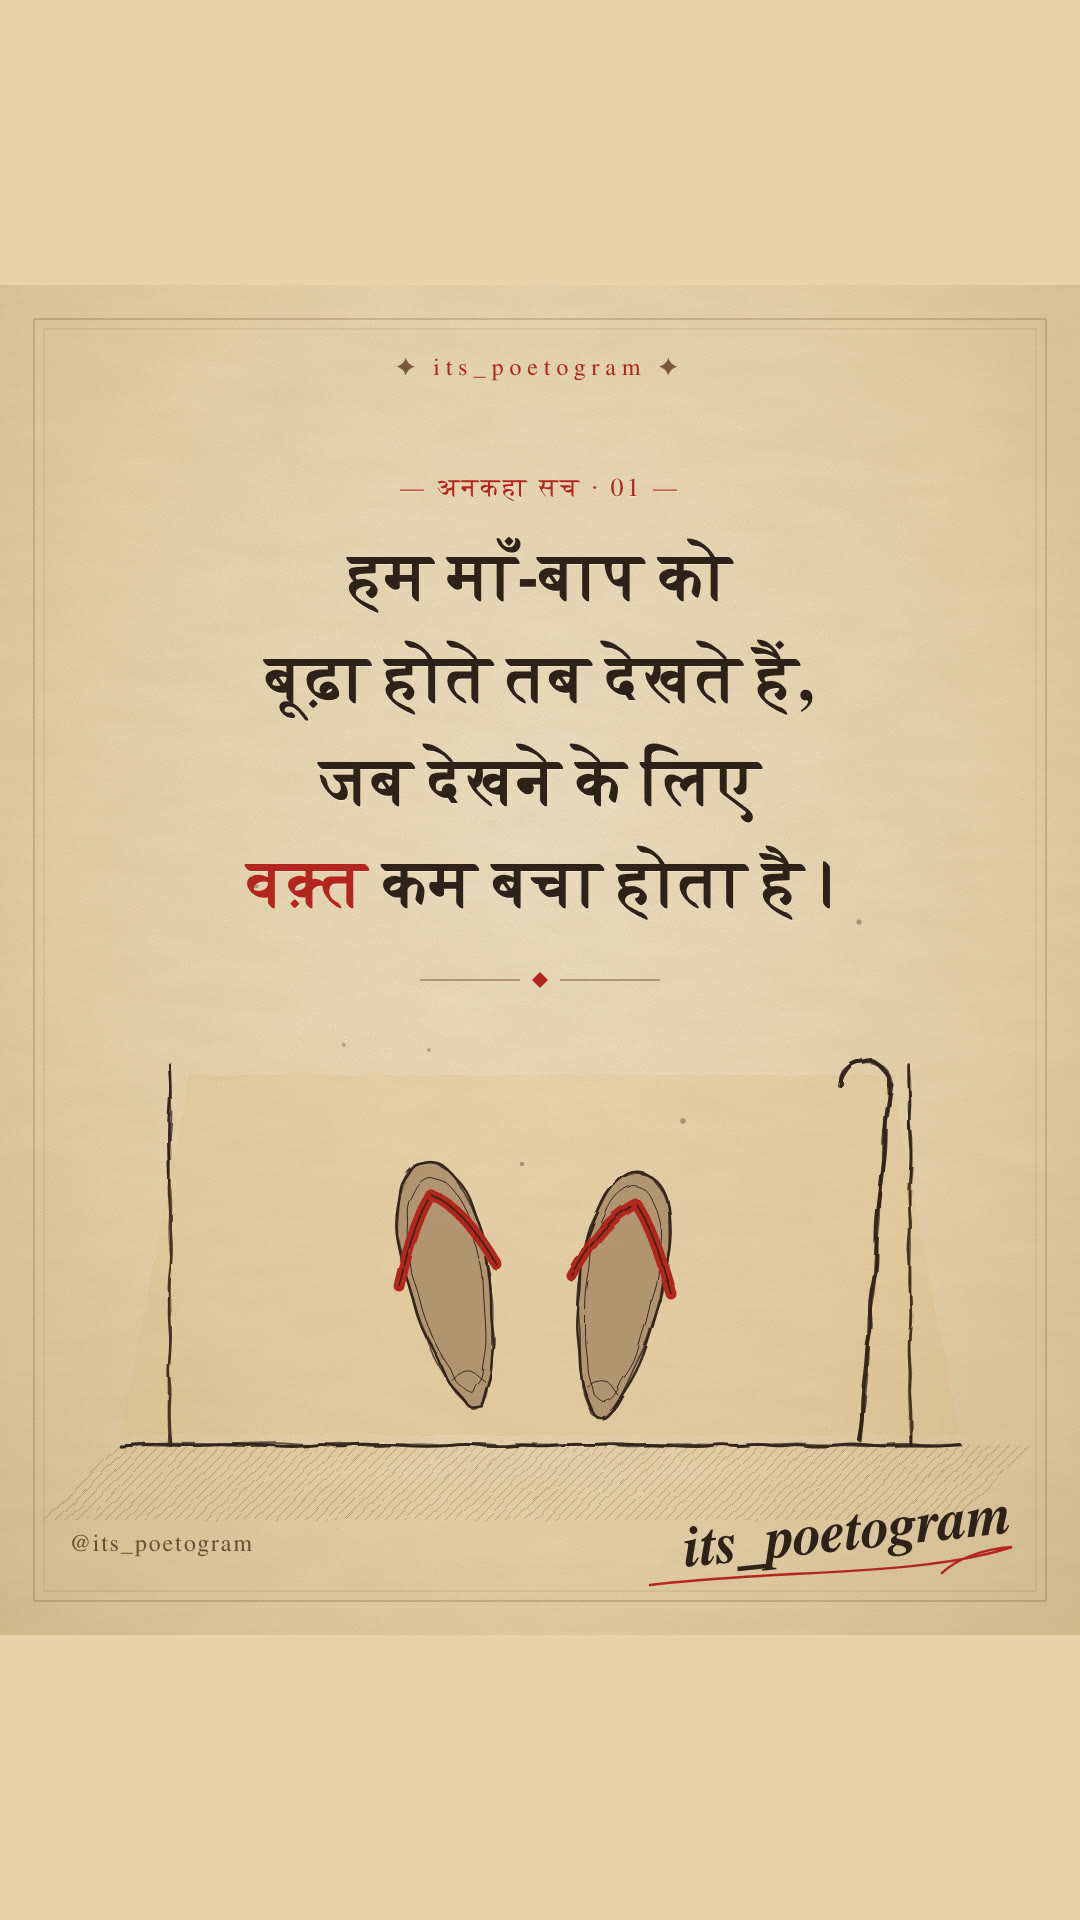 ✦ its_poetogram ✦
— अनकहा सच · 01 —
हम माँ-बाप को
बूढ़ा होते तब देखते हैं,
जब देखने के लिए
वक़्त कम बचा होता है।
@its_poetogram
its_poetogram